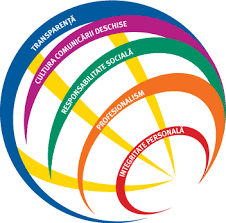 TRANSPARENȚĂ
CULTURA COMUNICĂRII DESCHISE
RESPONSABILITATE SOCIALĂ
PROFESIONALISM
INTEGRITATE PERSONALĂ